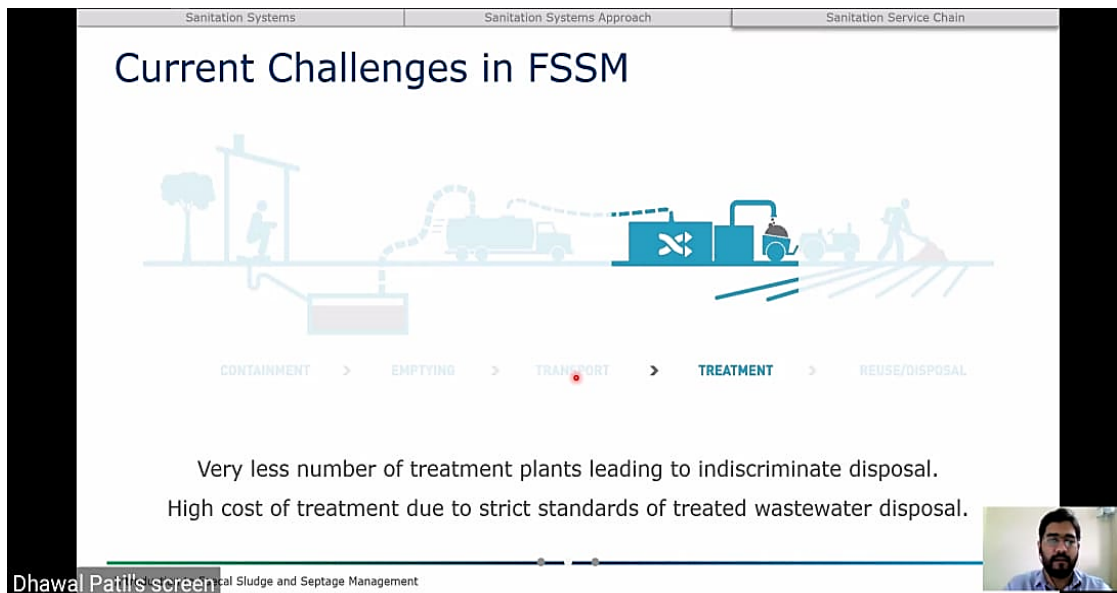 Sanitation Systems
Sanitation Systems Approach
Sanitation Service Chain
Current Challenges in FSSM
CONTAINMENT > EMPTYING > TRANSPORT > TREATMENT > REUSE/DISPOSAL
Very less number of treatment plants leading to indiscriminate disposal.
High cost of treatment due to strict standards of treated wastewater disposal.
Dhawal Patil's screen
cal Sludge and Septage Management